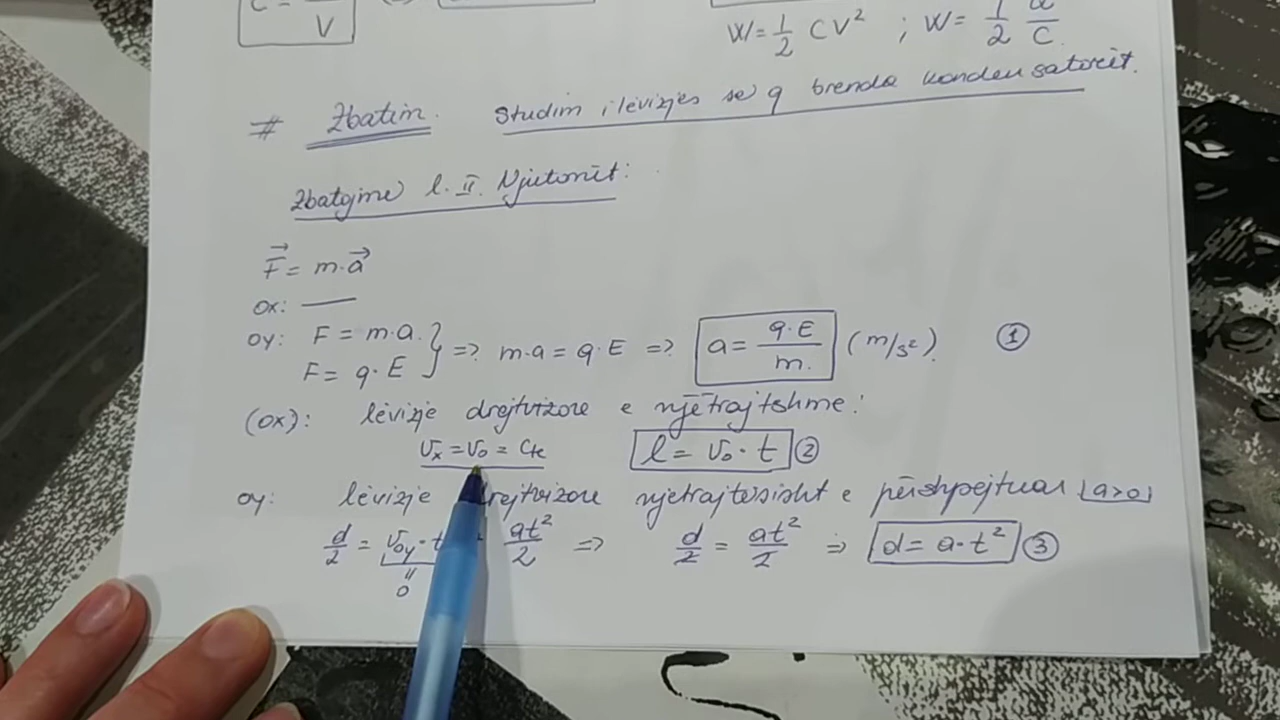 C = V
W = 1/2 CV² ; W = 1/2 /C
# Zbatim. Studim i lëvizjes së q brenda kondensatorit.
Zbatojmë l. II. Njutonit:
F⃗ = m·a⃗
ox: —
oy: F = m·a.
F = q·E } => m·a = q·E => a = q·E/m. (m/s²). ①
(ox): lëvizje drejtvizore e njëtrajtshme:
vₓ = v₀ = cte l = v₀·t ②
oy: lëvizje drejtvizore njëtrajtësisht e përshpejtuar a>0
d/2 = v₀y·t at²/2 => d/2 = at²/2 => d = a·t² ③
0